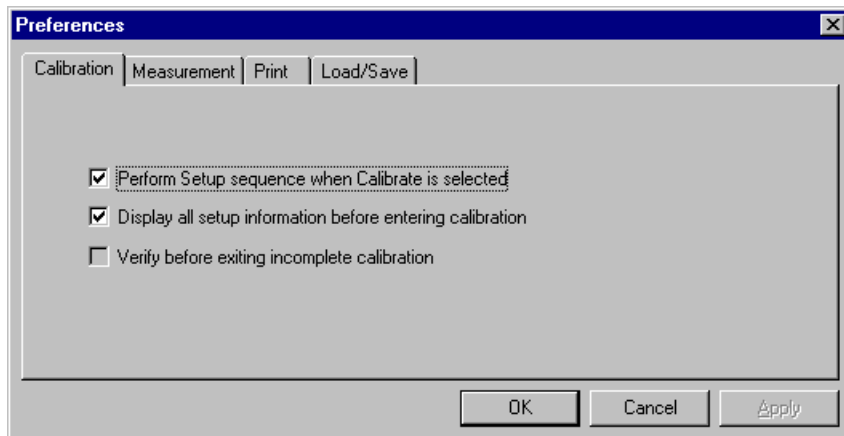 Preferences
Calibration Measurement Print Load/Save
Perform Setup sequence when Calibrate is selected
Display all setup information before entering calibration
Verify before exiting incomplete calibration
OK Cancel Apply